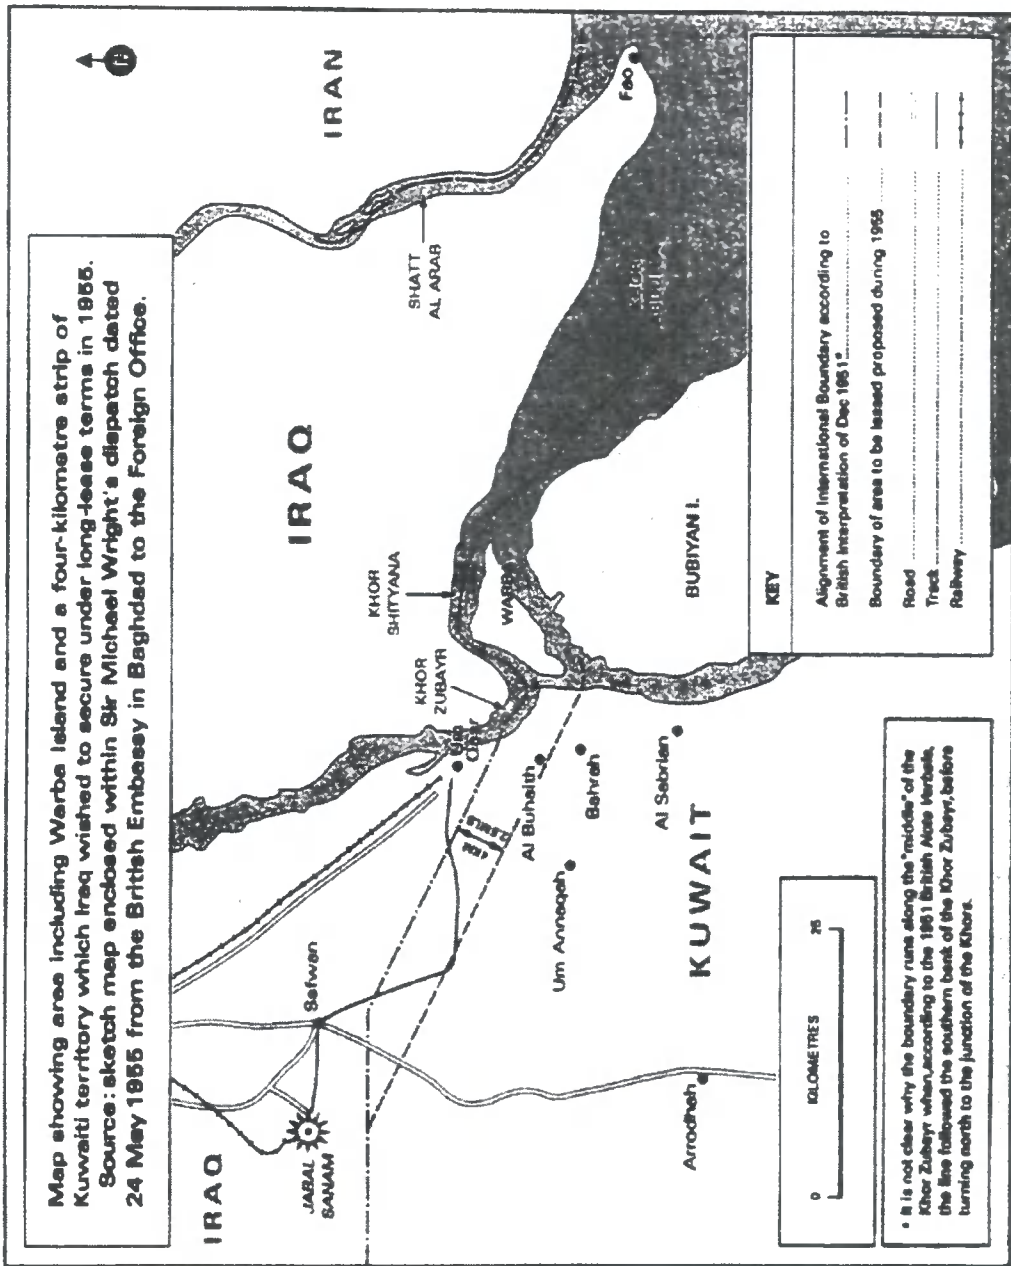 Map showing area including Warba Island and a four-kilometre strip of
Kuwaiti territory which Iraq wished to secure under long-lease terms in 1955.
Source: sketch map enclosed within Sir Michael Wright's dispatch dated
24 May 1955 from the British Embassy in Baghdad to the Foreign Office.
IRAN
IRAQ
IRAQ
SHATT
AL ARAB
Fao
KHOR
SHITYANA
KHOR
ZUBAYR
WARBA
BUBIYAN I.
Um
Qasr
Safwan
JABAL
SANAM
4 KM
Al Buhaith
Bahrah
Al Sabrian
Um Anneqah
KUWAIT
Arrodhah
KEY
Alignment of International Boundary according to
British Interpretation of Dec 1951*
Boundary of area to be leased proposed during 1955
Road
Track
Railway
0 KILOMETRES 25
* It is not clear why the boundary runs along the "middle" of the
Khor Zubayr when, according to the 1951 British Note Verbale,
the line followed the southern bank of the Khor Zubayr, before
turning north to the junction of the Khors.